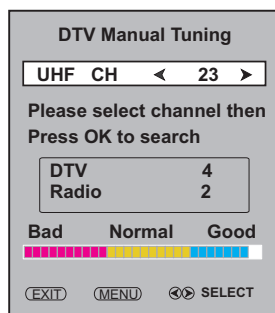 DTV Manual Tuning
UHF CH < 23 >
Please select channel then
Press OK to search
DTV 4
Radio 2
Bad Normal Good
EXIT MENU SELECT